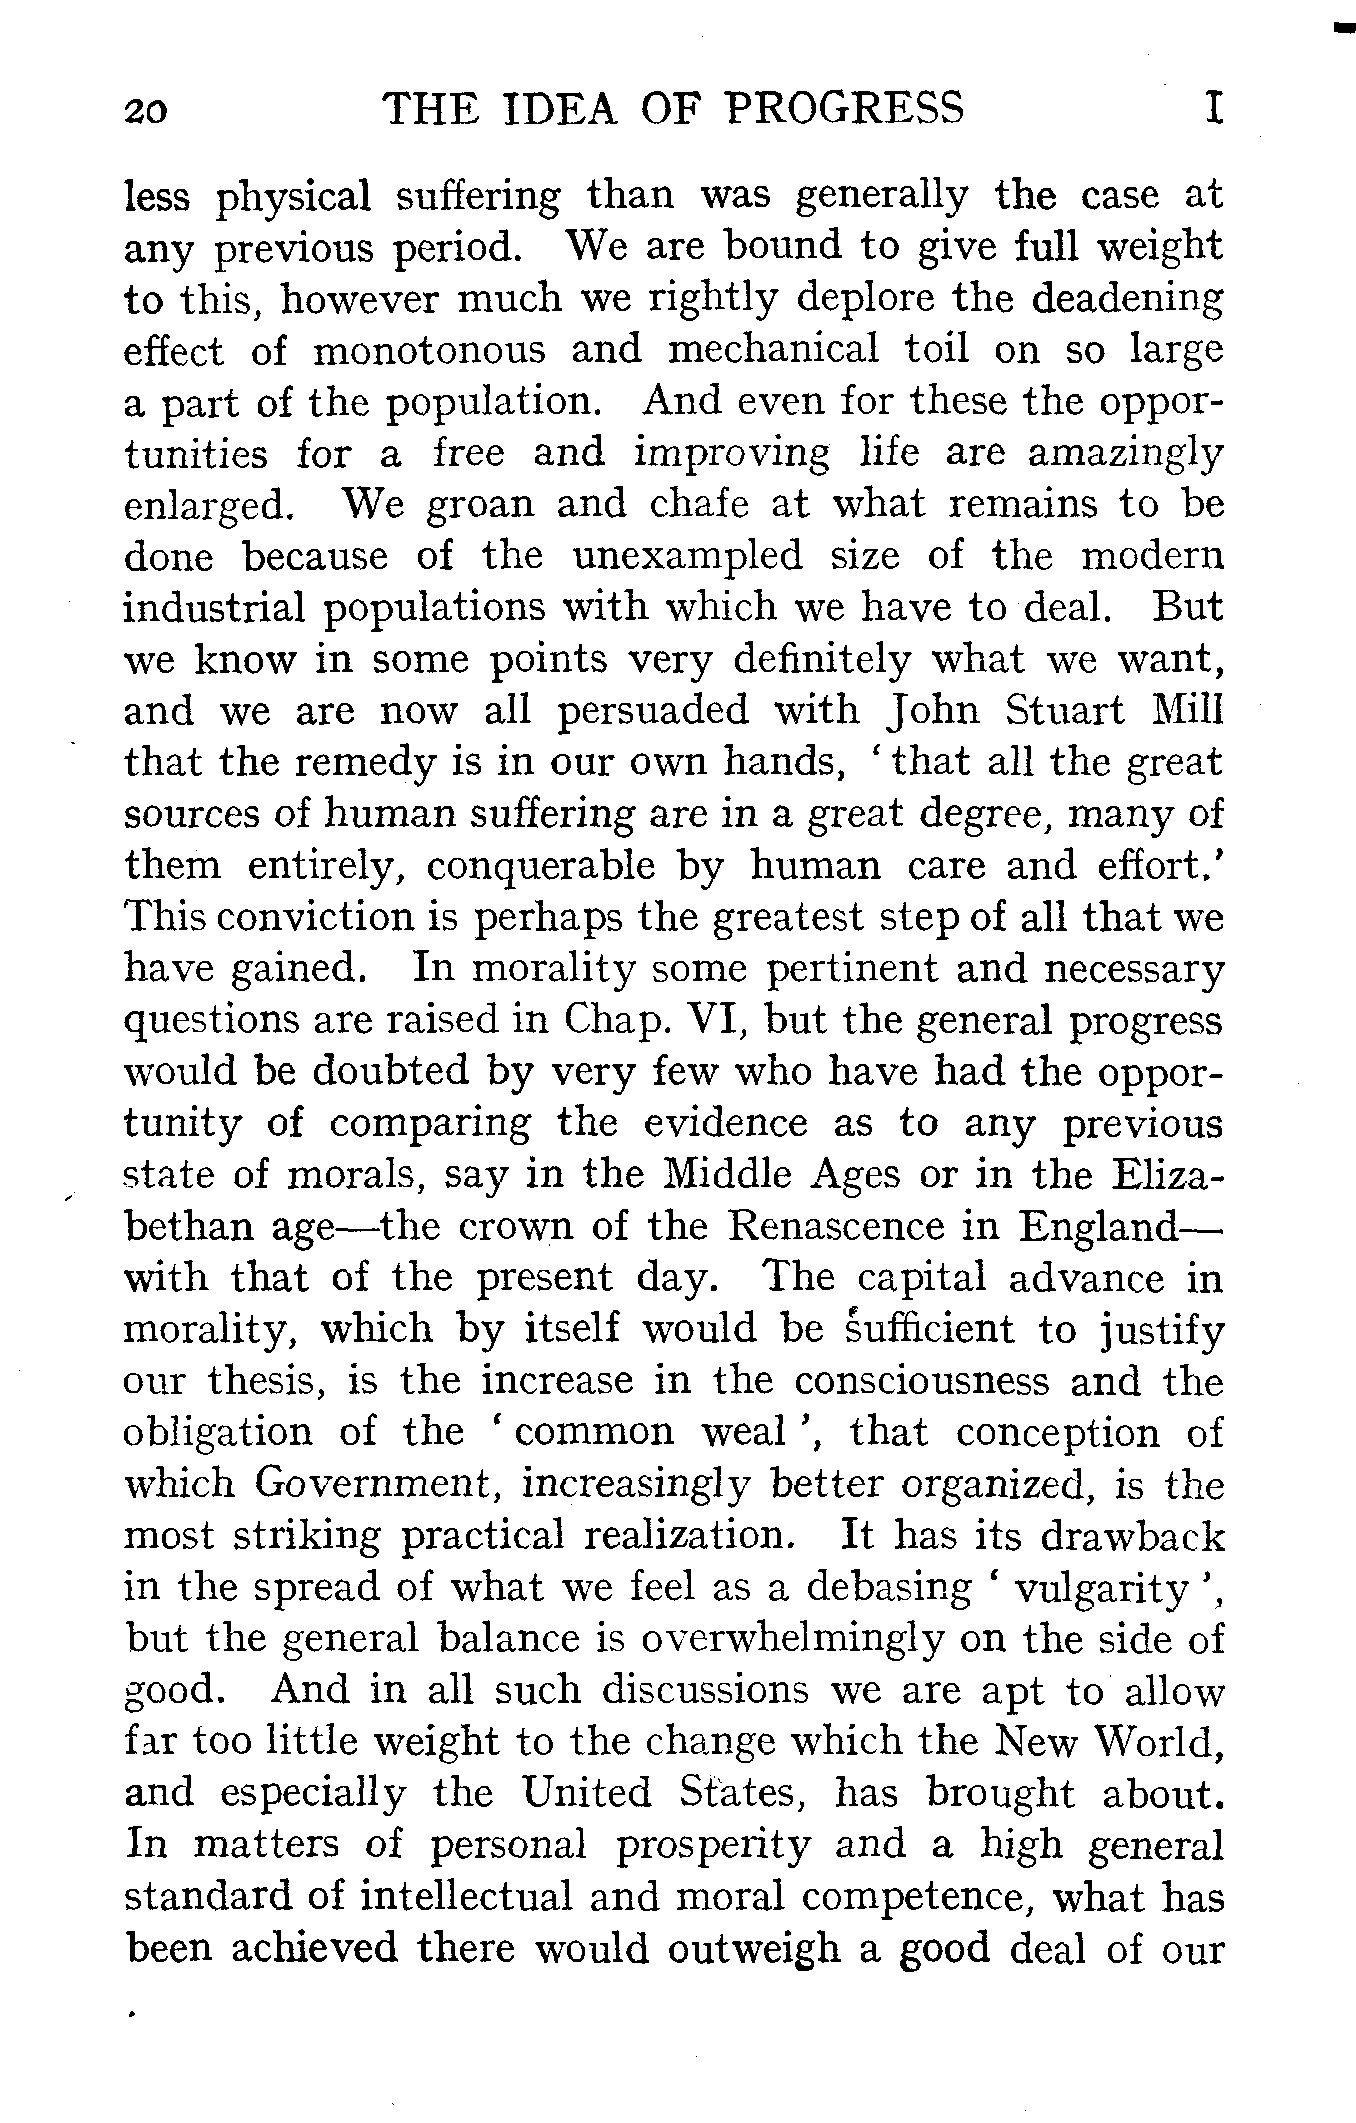 20 THE IDEA OF PROGRESS I
less physical suffering than was generally the case at
any previous period. We are bound to give full weight
to this, however much we rightly deplore the deadening
effect of monotonous and mechanical toil on so large
a part of the population. And even for these the oppor-
tunities for a free and improving life are amazingly
enlarged. We groan and chafe at what remains to be
done because of the unexampled size of the modern
industrial populations with which we have to deal. But
we know in some points very definitely what we want,
and we are now all persuaded with John Stuart Mill
that the remedy is in our own hands, ‘ that all the great
sources of human suffering are in a great degree, many of
them entirely, conquerable by human care and effort.’
This conviction is perhaps the greatest step of all that we
have gained. In morality some pertinent and necessary
questions are raised in Chap. VI, but the general progress
would be doubted by very few who have had the oppor-
tunity of comparing the evidence as to any previous
state of morals, say in the Middle Ages or in the Eliza-
bethan age—the crown of the Renascence in England—
with that of the present day. The capital advance in
morality, which by itself would be sufficient to justify
our thesis, is the increase in the consciousness and the
obligation of the ‘ common weal ’, that conception of
which Government, increasingly better organized, is the
most striking practical realization. It has its drawback
in the spread of what we feel as a debasing ‘ vulgarity ’,
but the general balance is overwhelmingly on the side of
good. And in all such discussions we are apt to allow
far too little weight to the change which the New World,
and especially the United States, has brought about.
In matters of personal prosperity and a high general
standard of intellectual and moral competence, what has
been achieved there would outweigh a good deal of our